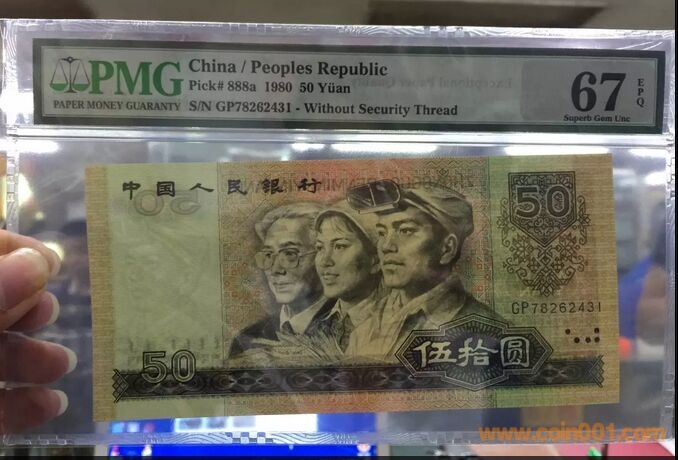 PMG
PAPER MONEY GUARANTY
China / Peoples Republic
Pick# 888a 1980 50 Yüan
S/N GP78262431 - Without Security Thread
67
EPQ
Superb Gem Unc
中国人民银行
50
50
GP78262431
50
伍拾圆
www.coin001.com